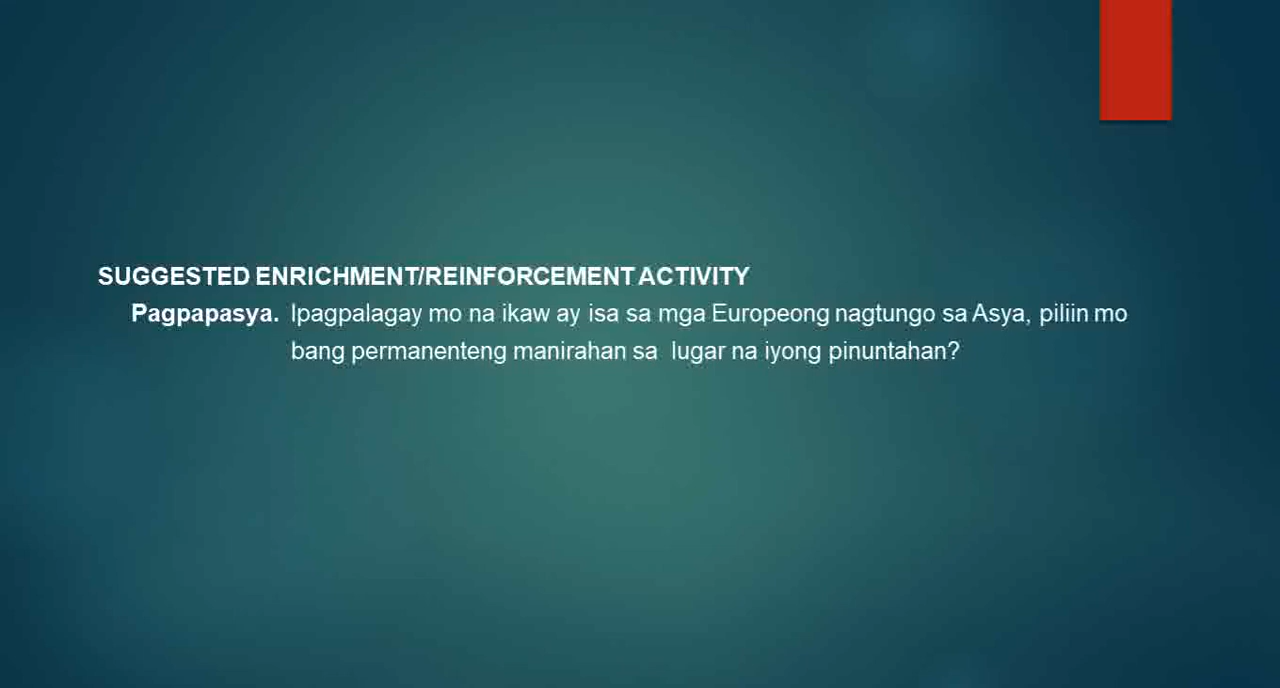 SUGGESTED ENRICHMENT/REINFORCEMENT ACTIVITY
Pagpapasya. Ipagpalagay mo na ikaw ay isa sa mga Europeong nagtungo sa Asya, piliin mo
bang permanenteng manirahan sa lugar na iyong pinuntahan?